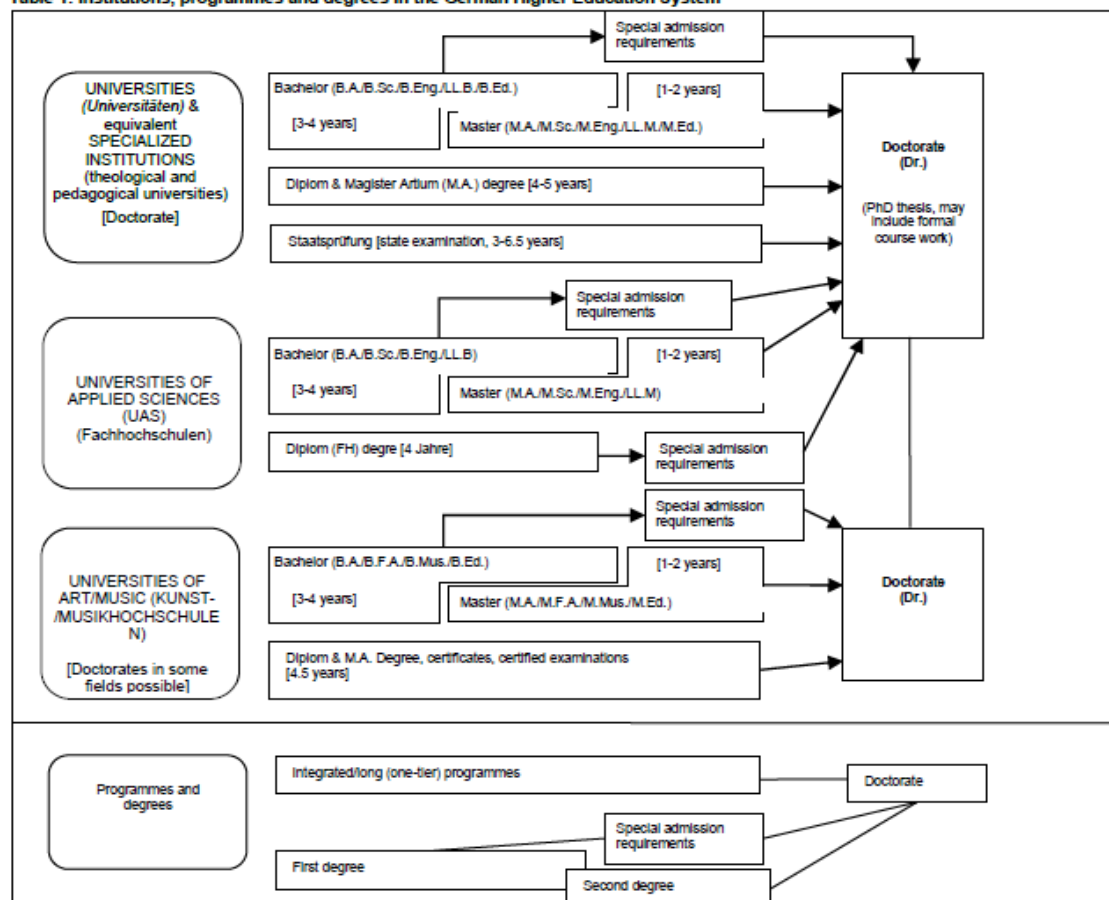 Table 1: Institutions, programmes and degrees in the German Higher Education System
Special admission
requirements
UNIVERSITIES
(Universitäten) &
equivalent
SPECIALIZED
INSTITUTIONS
(theological and
pedagogical universities)
[Doctorate]
Bachelor (B.A./B.Sc./B.Eng./LL.B./B.Ed.)
[3-4 years]
[1-2 years]
Master (M.A./M.Sc./M.Eng./LL.M./M.Ed.)
Diplom & Magister Artium (M.A.) degree [4-5 years]
Staatsprüfung [state examination, 3-6.5 years]
Doctorate
(Dr.)
(PhD thesis, may
include formal
course work)
Special admission
requirements
UNIVERSITIES OF
APPLIED SCIENCES
(UAS)
(Fachhochschulen)
Bachelor (B.A./B.Sc./B.Eng./LL.B)
[3-4 years]
[1-2 years]
Master (M.A./M.Sc./M.Eng./LL.M)
Diplom (FH) degre [4 Jahre]
Special admission
requirements
Special admission
requirements
UNIVERSITIES OF
ART/MUSIC (KUNST-
/MUSIKHOCHSCHULE
N)
[Doctorates in some
fields possible]
Bachelor (B.A./B.F.A./B.Mus./B.Ed.)
[3-4 years]
[1-2 years]
Master (M.A./M.F.A./M.Mus./M.Ed.)
Diplom & M.A. Degree, certificates, certified examinations
[4.5 years]
Doctorate
(Dr.)
Programmes and
degrees
Integrated/long (one-tier) programmes
Doctorate
Special admission
requirements
First degree
Second degree